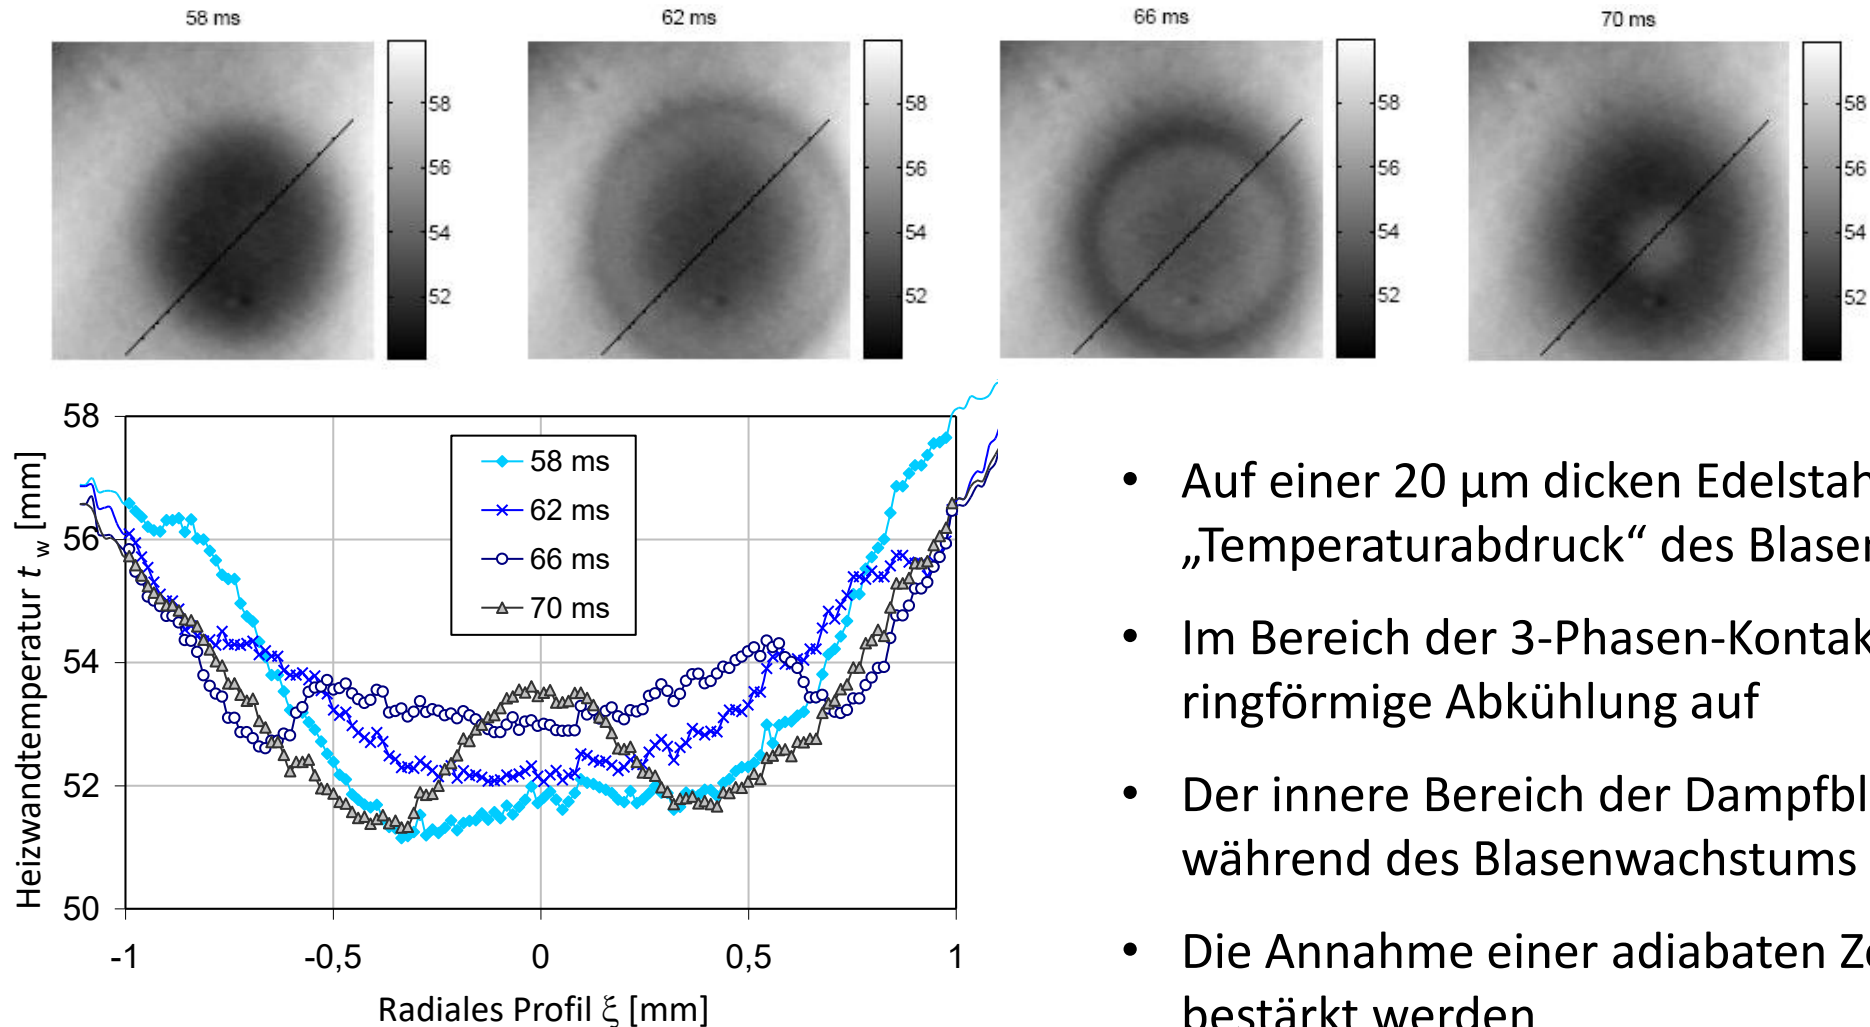 58 ms
62 ms
66 ms
70 ms
58
56
54
52
58
56
54
52
58
56
54
52
58
56
54
52
58
56
54
52
50
Heizwandtemperatur t w [mm]
58 ms
62 ms
66 ms
70 ms
-1
-0,5
0
0,5
1
Radiales Profil ξ [mm]
• Auf einer 20 µm dicken Edelstah
„Temperaturabdruck“ des Blasen
• Im Bereich der 3-Phasen-Kontak
ringförmige Abkühlung auf
• Der innere Bereich der Dampfbl
während des Blasenwachstums
• Die Annahme einer adiabaten Zo
bestärkt werden